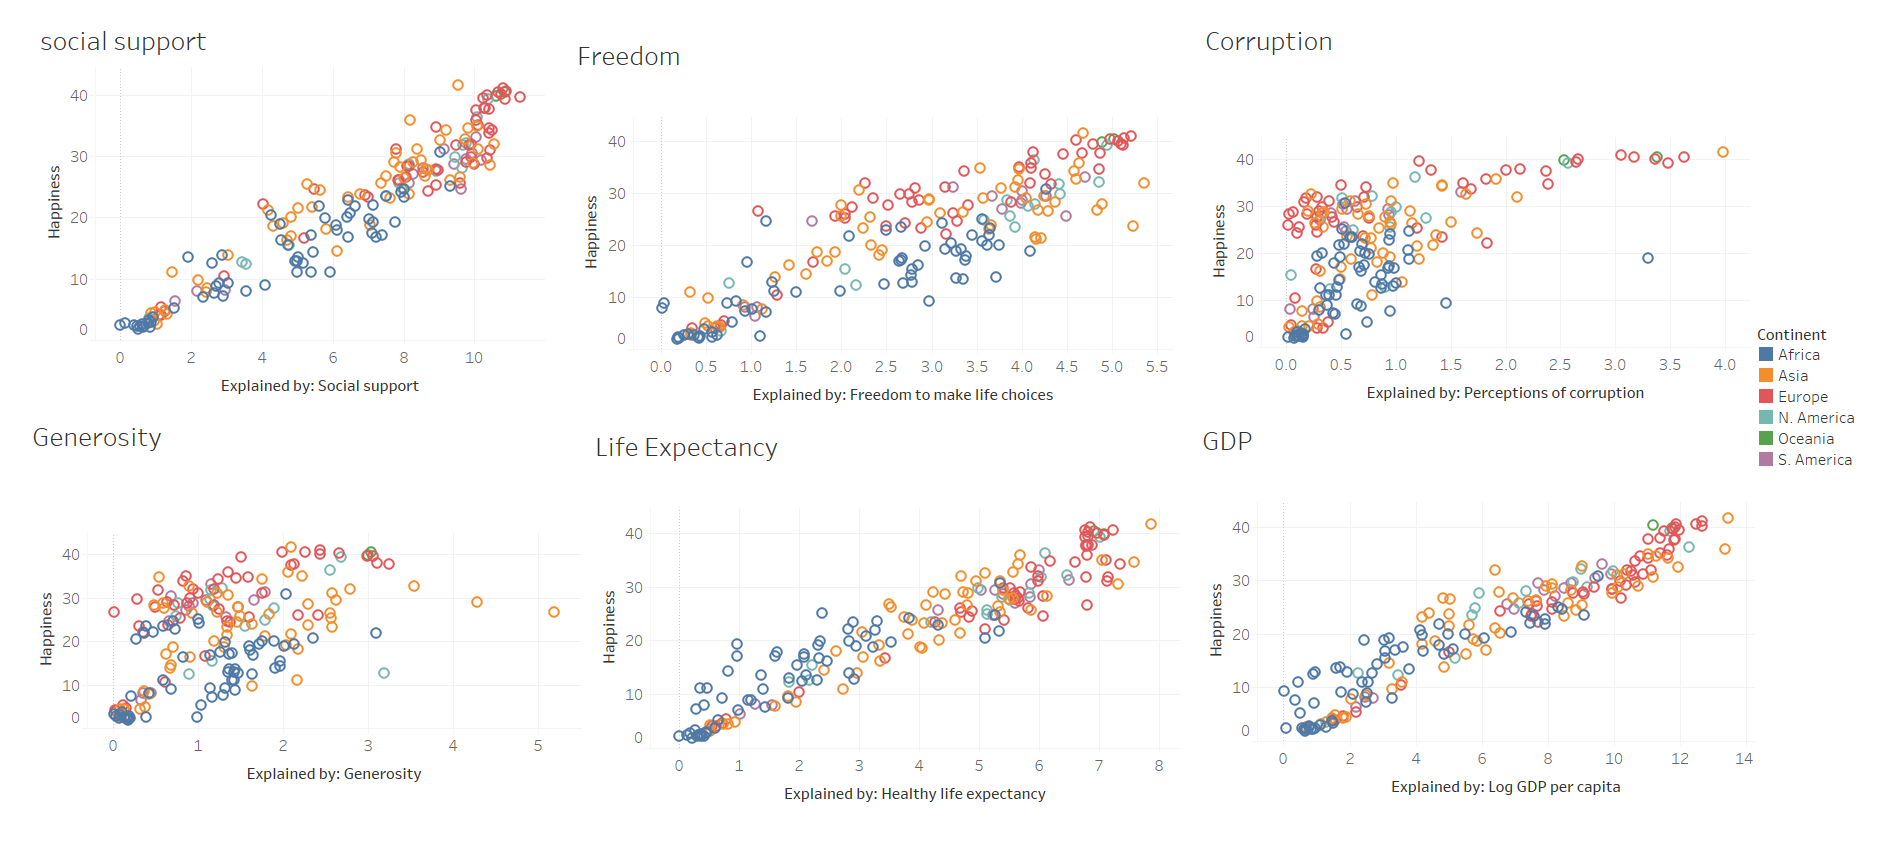 social support
Happiness
40
30
20
10
0
0 2 4 6 8 10
Explained by: Social support
Freedom
Happiness
40
30
20
10
0
0.0 0.5 1.0 1.5 2.0 2.5 3.0 3.5 4.0 4.5 5.0 5.5
Explained by: Freedom to make life choices
Corruption
Happiness
40
30
20
10
0
0.0 0.5 1.0 1.5 2.0 2.5 3.0 3.5 4.0
Explained by: Perceptions of corruption
Continent
Africa
Asia
Europe
N. America
Oceania
S. America
Generosity
Happiness
40
30
20
10
0
0 1 2 3 4 5
Explained by: Generosity
Life Expectancy
Happiness
40
30
20
10
0
0 1 2 3 4 5 6 7 8
Explained by: Healthy life expectancy
GDP
Happiness
40
30
20
10
0
0 2 4 6 8 10 12 14
Explained by: Log GDP per capita